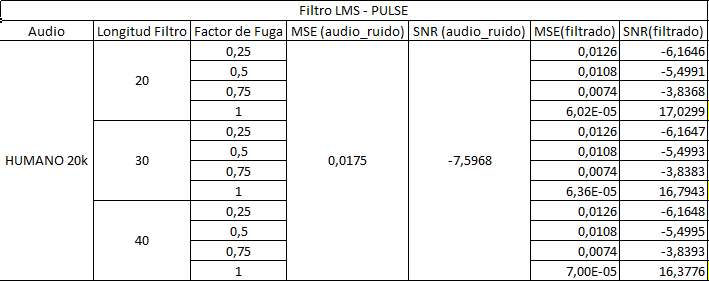 Filtro LMS - PULSE
Audio Longitud Filtro Factor de Fuga MSE (audio_ruido) SNR (audio_ruido) MSE(filtrado) SNR(filtrado)
HUMANO 20k 20 0,25 0,0175 -7,5968 0,0126 -6,1646
0,5 0,0108 -5,4991
0,75 0,0074 -3,8368
1 6,02E-05 17,0299
30 0,25 0,0126 -6,1647
0,5 0,0108 -5,4993
0,75 0,0074 -3,8383
1 6,36E-05 16,7943
40 0,25 0,0126 -6,1648
0,5 0,0108 -5,4995
0,75 0,0074 -3,8393
1 7,00E-05 16,3776